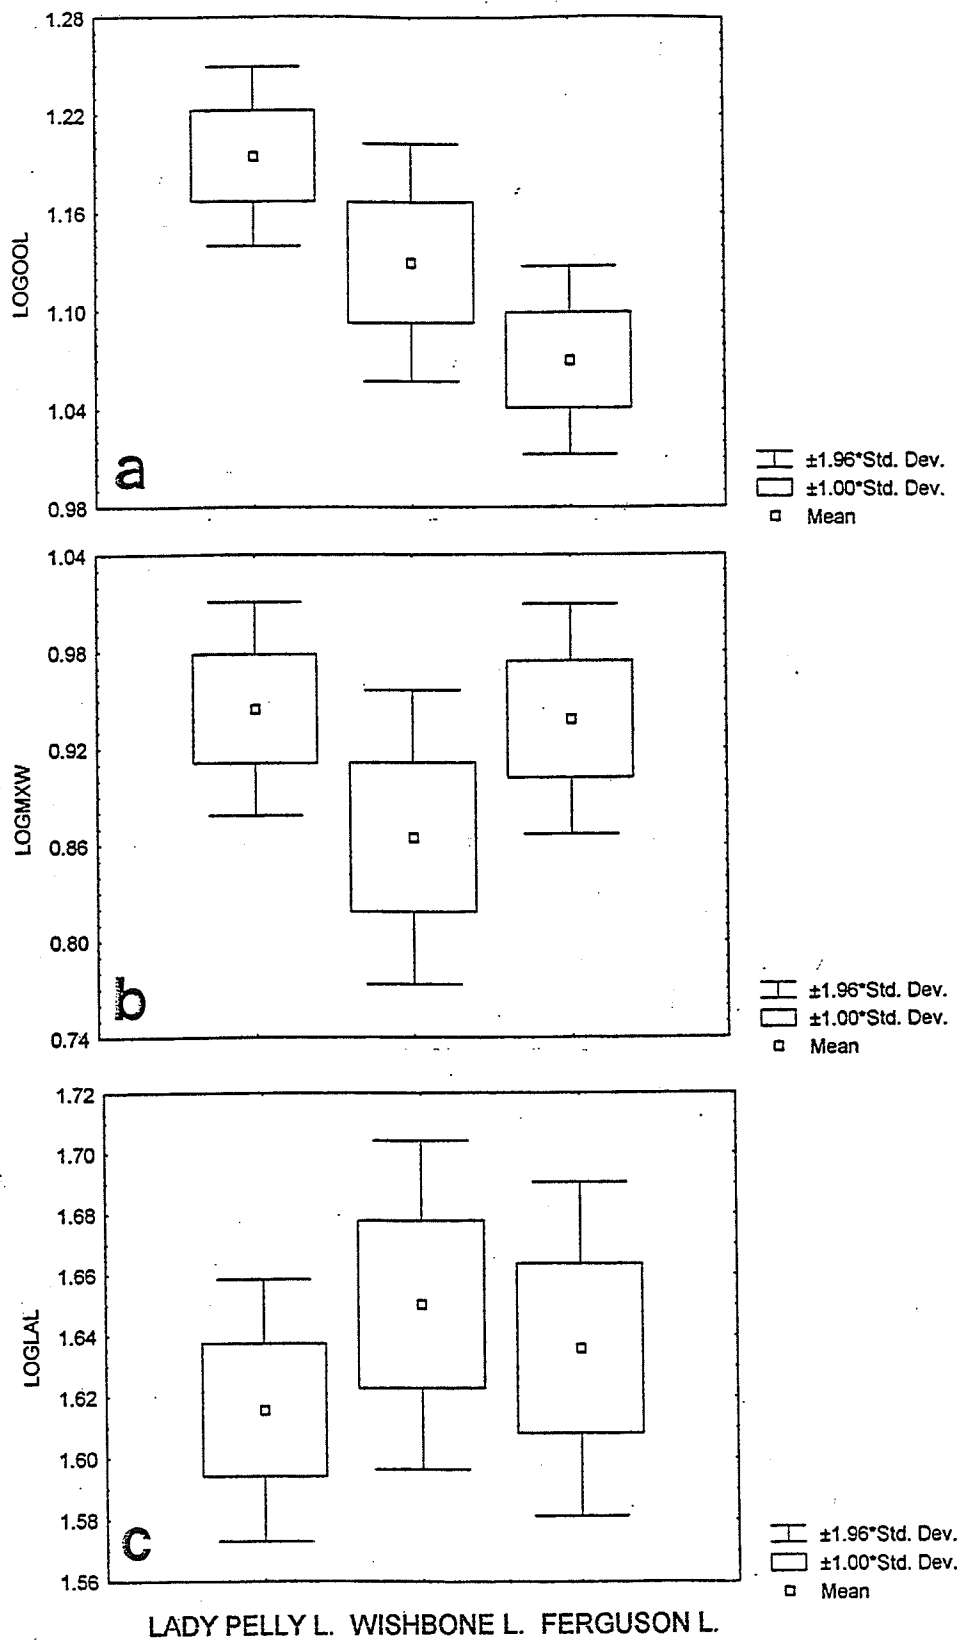 1.28
1.22
1.16
1.10
1.04
0.98
LOGOOL
a
±1.96*Std. Dev.
±1.00*Std. Dev.
Mean
1.04
0.98
0.92
0.86
0.80
0.74
LOGMXW
b
±1.96*Std. Dev.
±1.00*Std. Dev.
Mean
1.72
1.70
1.68
1.66
1.64
1.62
1.60
1.58
1.56
LOGLAL
c
±1.96*Std. Dev.
±1.00*Std. Dev.
Mean
LADY PELLY L. WISHBONE L. FERGUSON L.